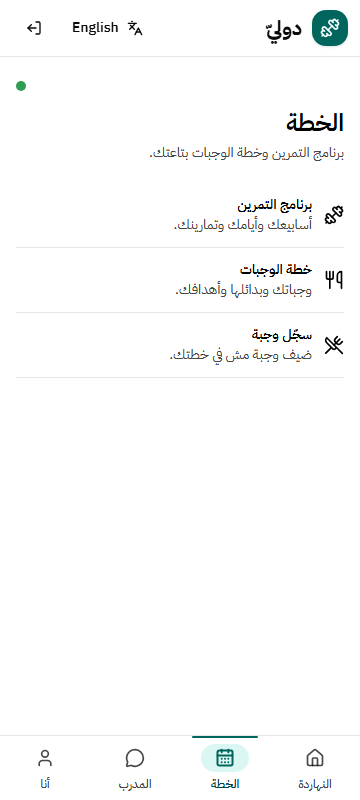 دوليّ
English
الخطة
برنامج التمرين وخطة الوجبات بتاعتك.
برنامج التمرين
أسابيعك وأيامك وتمارينك.
خطة الوجبات
وجباتك وبدائلها وأهدافك.
سجّل وجبة
ضيف وجبة مش في خطتك.
النهاردة
الخطة
المدرب
أنا